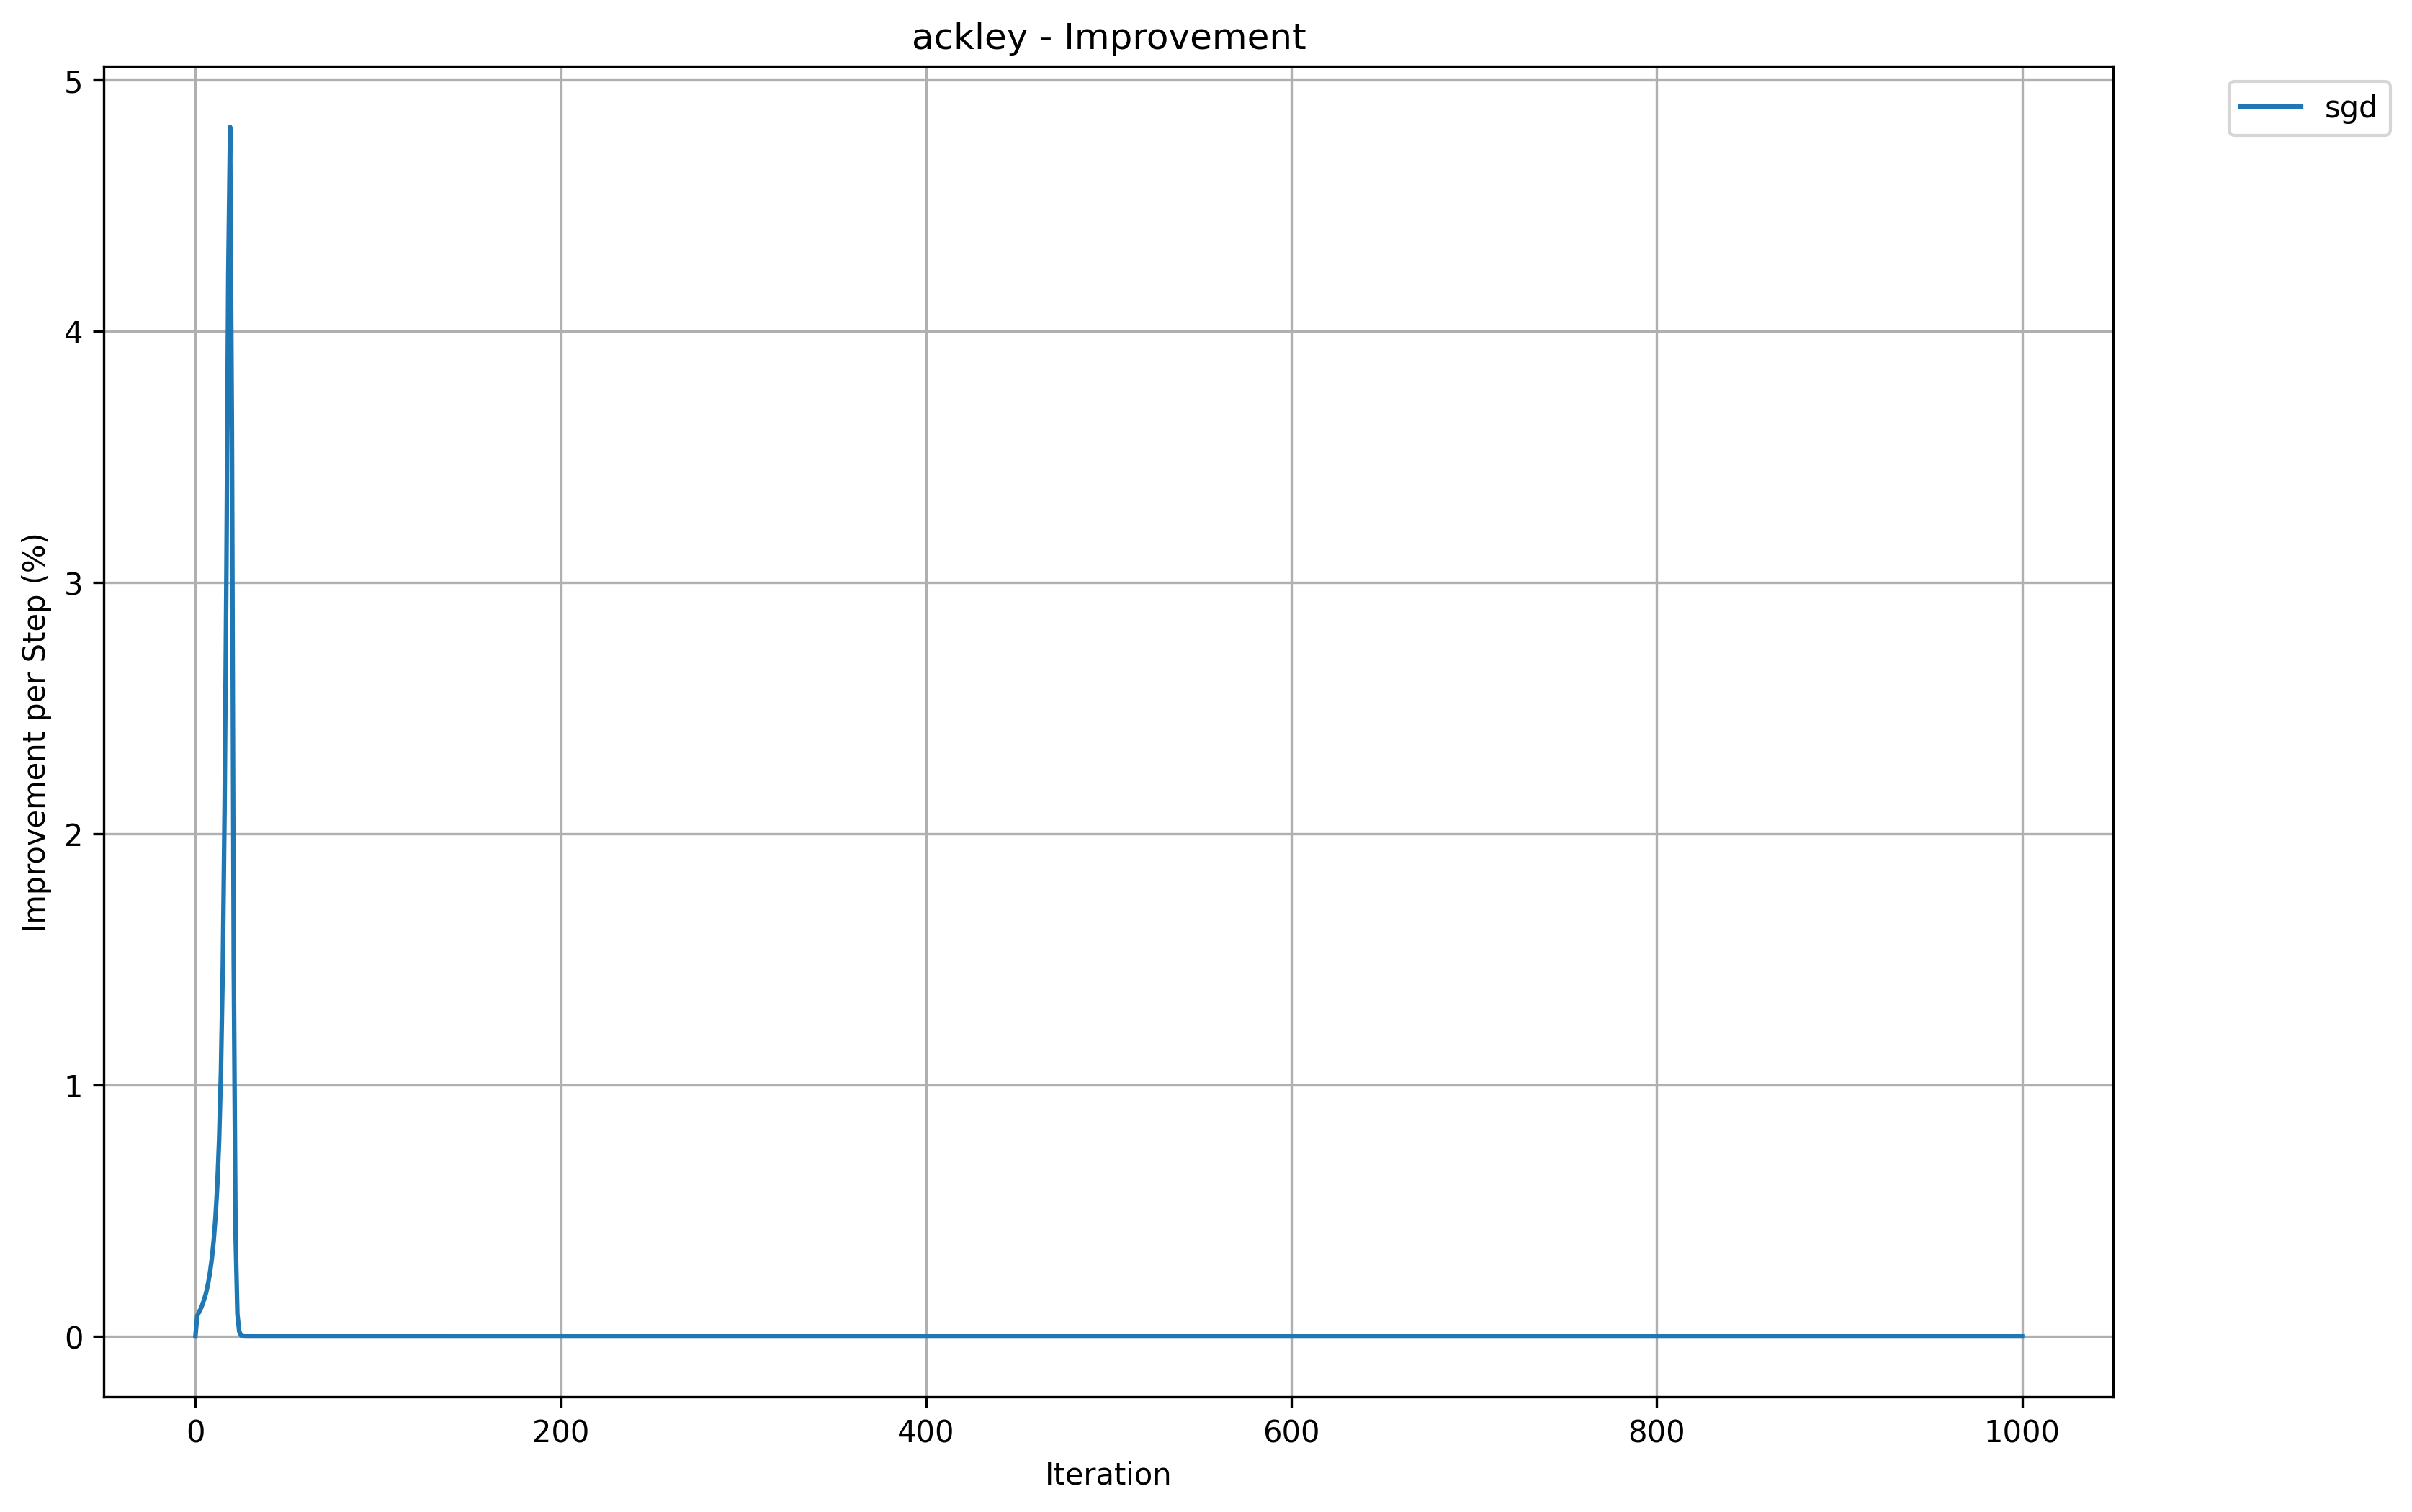 ackley - Improvement
sgd
Improvement per Step (%)
5
4
3
2
1
0
0 200 400 600 800 1000
Iteration